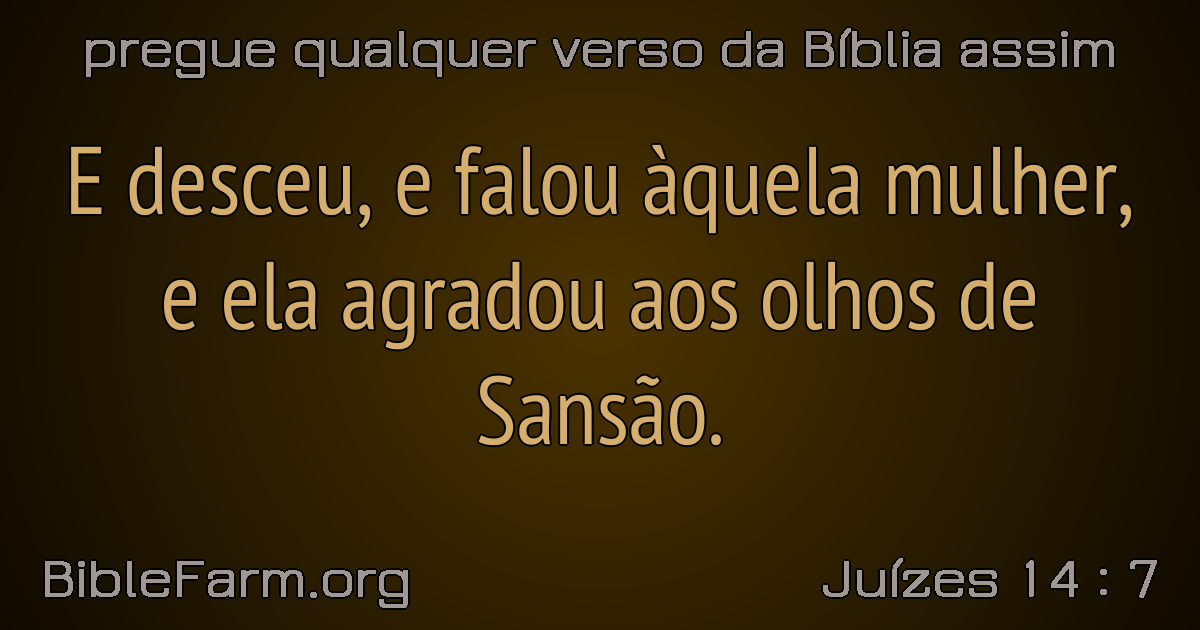 pregue qualquer verso da Bíblia assim
E desceu, e falou àquela mulher,
e ela agradou aos olhos de
Sansão.
BibleFarm.org
Juízes 14 : 7